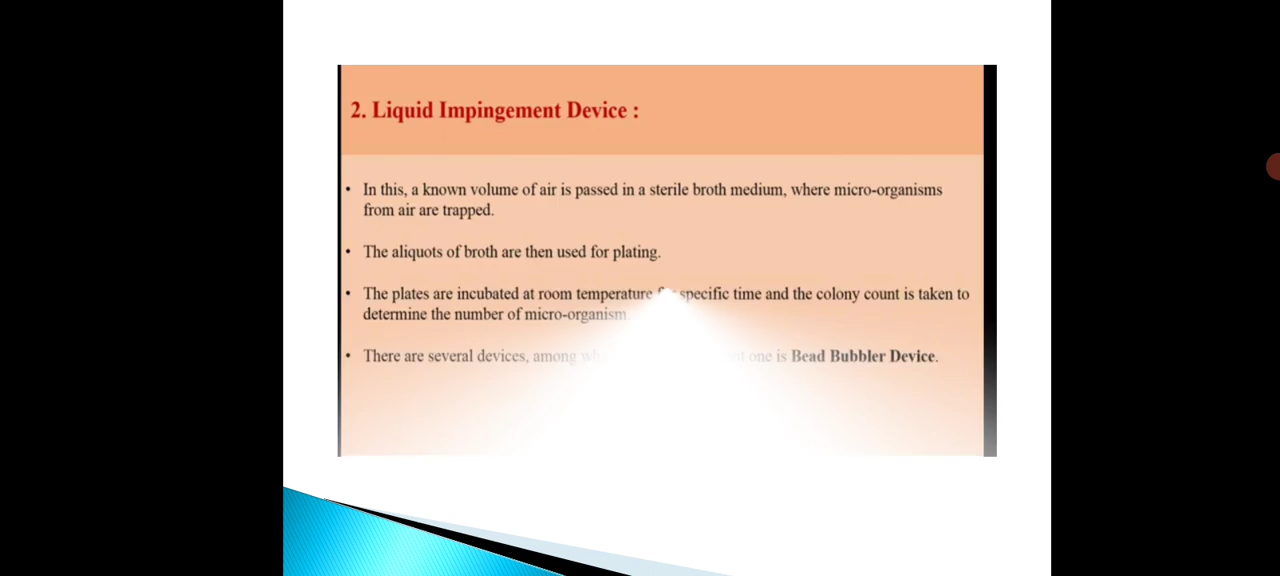 2. Liquid Impingement Device :
• In this, a known volume of air is passed in a sterile broth medium, where micro-organisms
from air are trapped.
• The aliquots of broth are then used for plating.
• The plates are incubated at room temperature specific time and the colony count is taken to
determine the number of micro-organism.
• There are several devices, among one is Bead Bubbler Device.